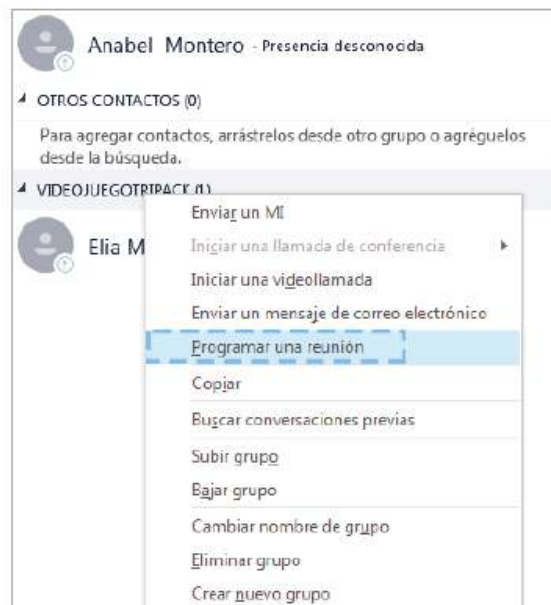 Anabel Montero - Presencia desconocida
OTROS CONTACTOS (0)
Para agregar contactos, arrástrelos desde otro grupo o agréguelos
desde la búsqueda.
VIDEOJUEGOTRIPACK (1)
Elia M
Enviar un MI
Iniciar una llamada de conferencia
Iniciar una videollamada
Enviar un mensaje de correo electrónico
Programar una reunión
Copiar
Buscar conversaciones previas
Subir grupo
Bajar grupo
Cambiar nombre de grupo
Eliminar grupo
Crear nuevo grupo